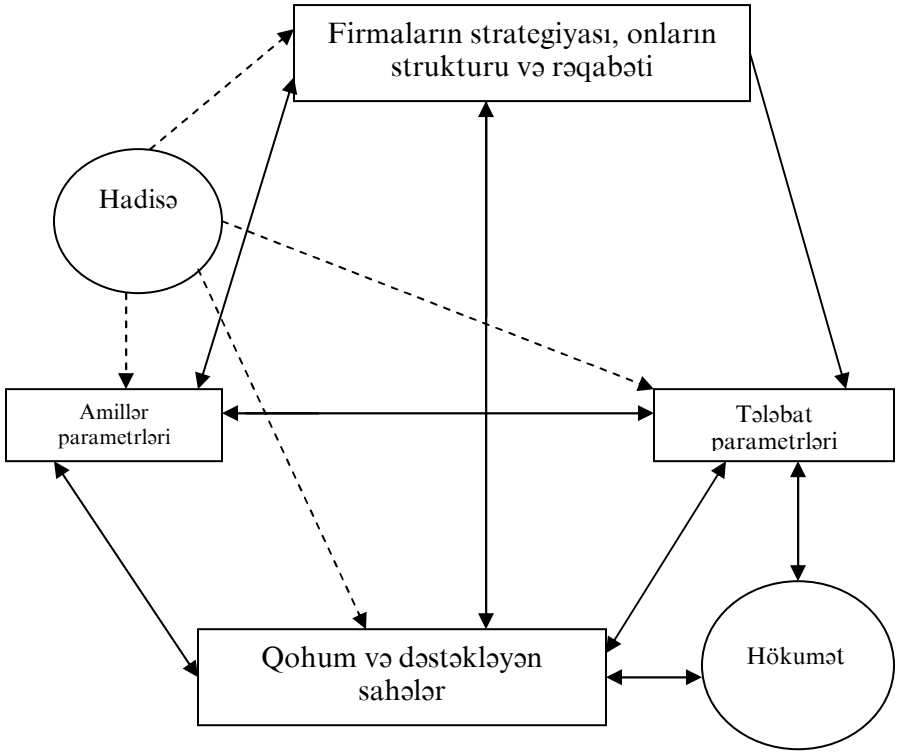 Firmaların strategiyası, onların
strukturu və rəqabəti
Hadisə
Amillər
parametrləri
Tələbat
parametrləri
Qohum və dəstəkləyən
sahələr
Hökumət